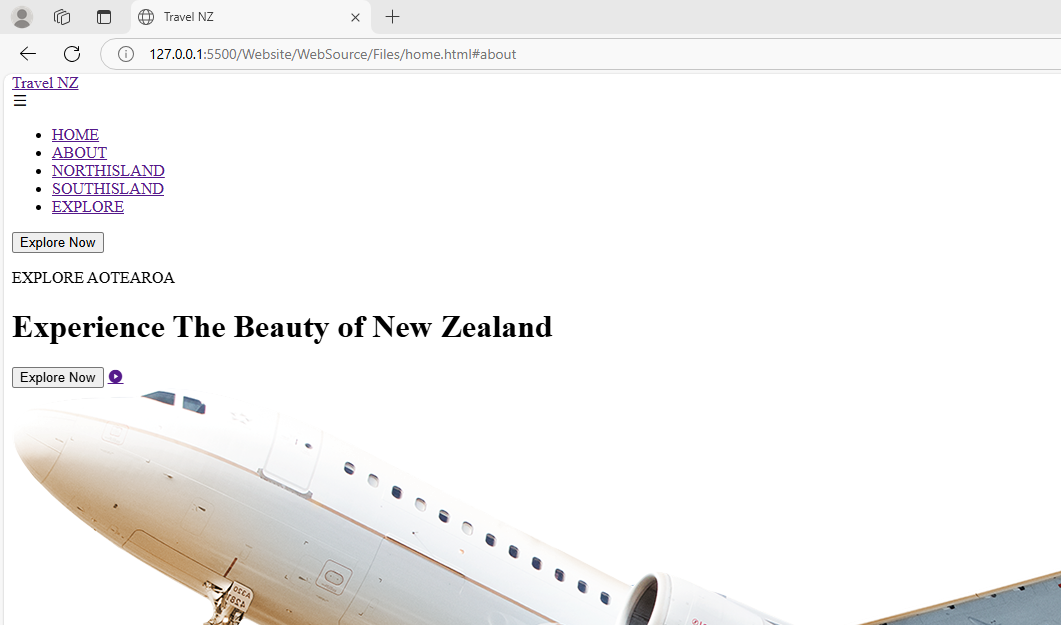 Travel NZ
127.0.0.1:5500/Website/WebSource/Files/home.html#about
Travel NZ
HOME
ABOUT
NORTHISLAND
SOUTHISLAND
EXPLORE
Explore Now
EXPLORE AOTEAROA
Experience The Beauty of New Zealand
Explore Now